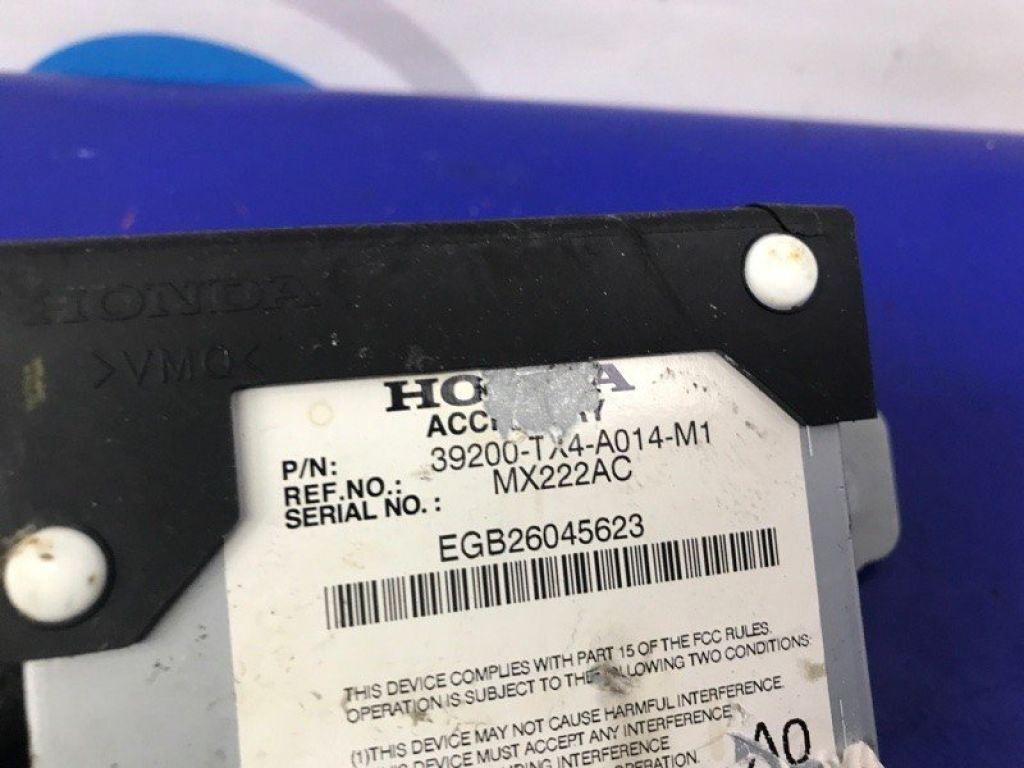 HONDA
>VMQ<
P/N: 39200-TX4-A014-M1
REF.NO.: MX222AC
SERIAL NO.:
EGB26045623
THIS DEVICE COMPLIES WITH PART 15 OF THE FCC RULES.
OPERATION IS SUBJECT TO THE FOLLOWING TWO CONDITIONS:
(1)THIS DEVICE MAY NOT CAUSE HARMFUL INTERFERENCE.
DEVICE MUST ACCEPT ANY INTERFERENCE
INTERFERENCE
OPERATION.
A0